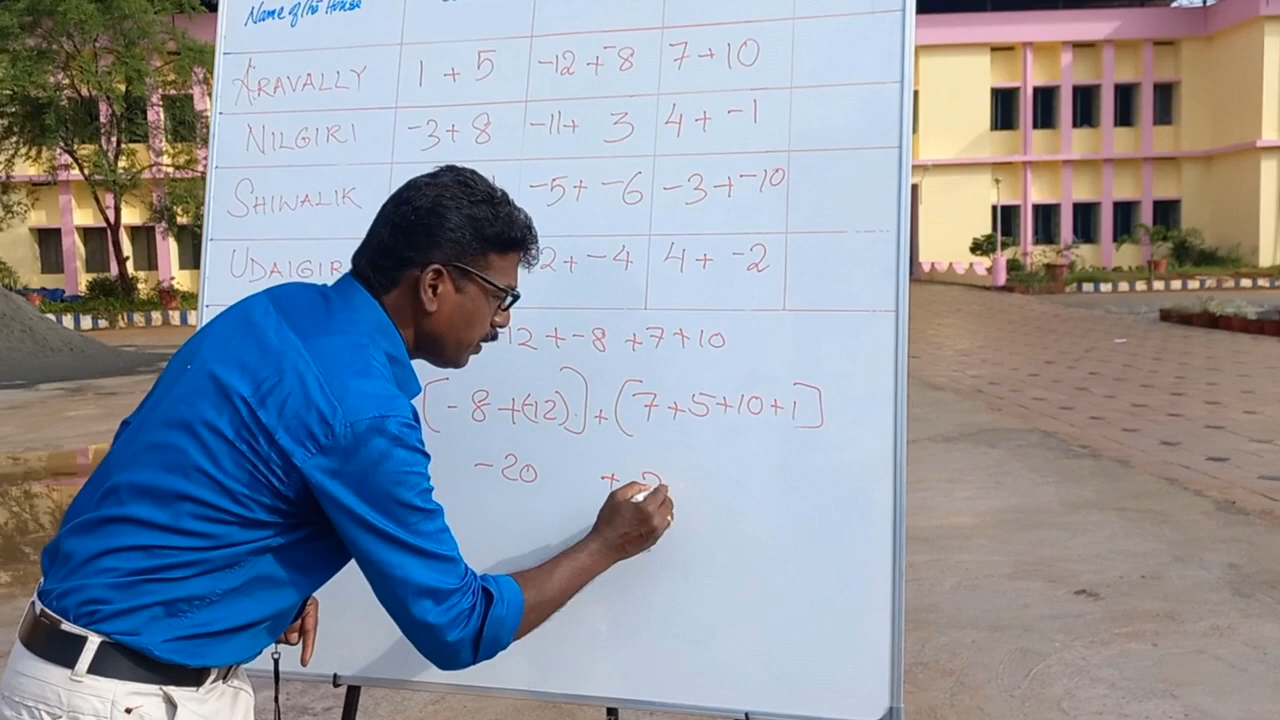 Name of the House
ARAVALLY 1 + 5 -12 + -8 7 + 10
NILGIRI -3 + 8 -11 + 3 4 + -1
SHIWALIK -5 + -6 -3 + -10
UDAIGIR 2 + -4 4 + -2
12 + -8 + 7 + 10
[-8 + (-12)] + [7 + 5 + 10 + 1]
-20 + 2